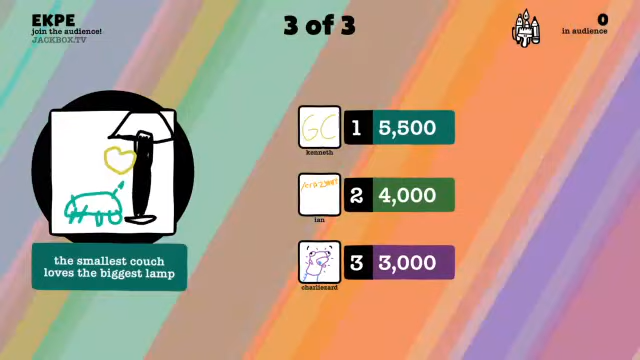 EKPE
join the audience!
JACKBOX.TV
3 of 3
0
in audience
GC
kenneth
1 5,500
ian
2 4,000
charliezard
3 3,000
the smallest couch
loves the biggest lamp